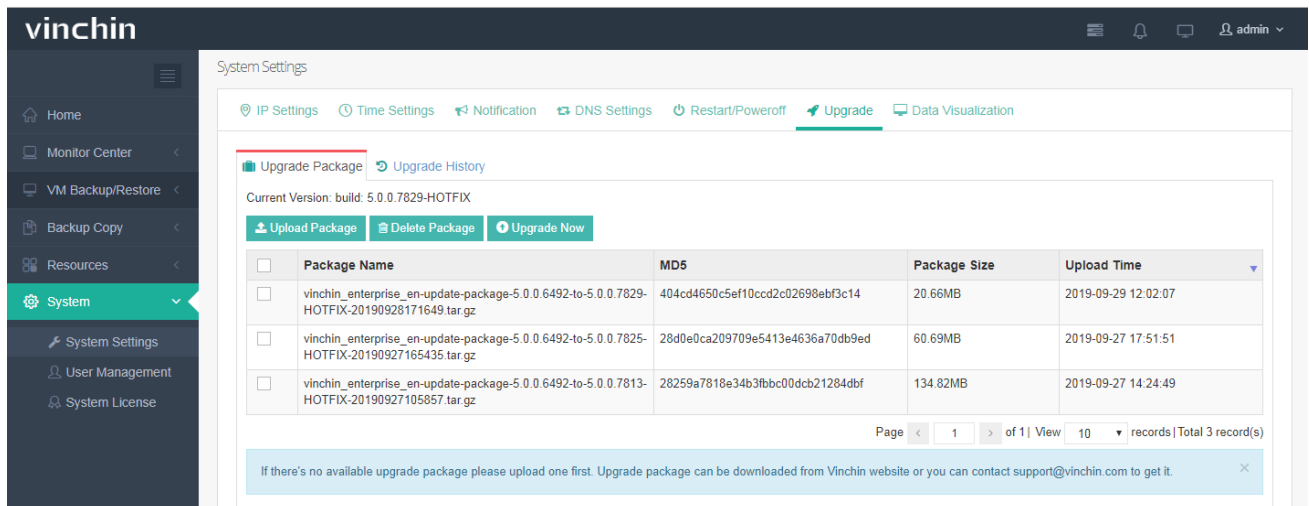 vinchin
admin
System Settings
Home
Monitor Center
VM Backup/Restore
Backup Copy
Resources
System
System Settings
User Management
System License
IP Settings Time Settings Notification DNS Settings Restart/Poweroff Upgrade Data Visualization
Upgrade Package Upgrade History
Current Version: build: 5.0.0.7829-HOTFIX
Upload Package Delete Package Upgrade Now
Package Name MD5 Package Size Upload Time
vinchin_enterprise_en-update-package-5.0.0.6492-to-5.0.0.7829- 404cd4650c5ef10ccd2c02698ebf3c14 20.66MB 2019-09-29 12:02:07
HOTFIX-20190928171649.tar.gz
vinchin_enterprise_en-update-package-5.0.0.6492-to-5.0.0.7825- 28d0e0ca209709e5413e4636a70db9ed 60.69MB 2019-09-27 17:51:51
HOTFIX-20190927165435.tar.gz
vinchin_enterprise_en-update-package-5.0.0.6492-to-5.0.0.7813- 28259a7818e34b3fbbc00dcb21284dbf 134.82MB 2019-09-27 14:24:49
HOTFIX-20190927105857.tar.gz
Page < 1 > of 1 | View 10 records | Total 3 record(s)
If there's no available upgrade package please upload one first. Upgrade package can be downloaded from Vinchin website or you can contact support@vinchin.com to get it.